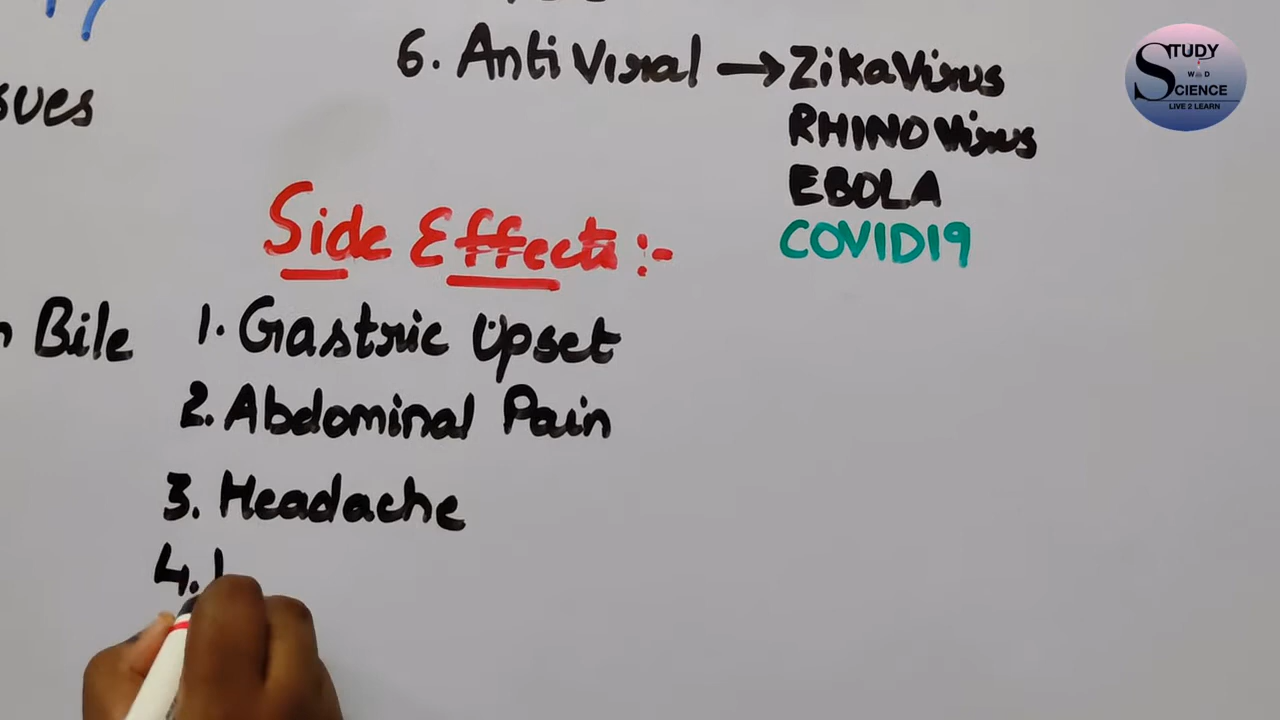 6. Anti Viral → Zika Virus
RHINO Virus
EBOLA
COVID19
Side Effects :-
Bile
1. Gastric Upset
2. Abdominal Pain
3. Headache
4.
STUDY
WOD
SCIENCE
LIVE 2 LEARN